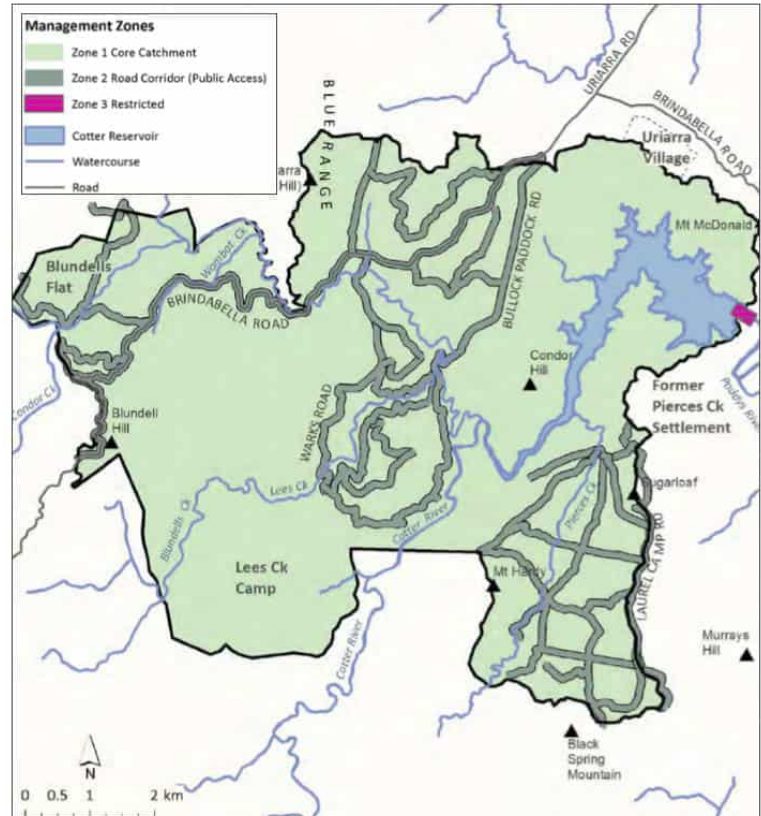 Management Zones
Zone 1 Core Catchment
Zone 2 Road Corridor (Public Access)
Zone 3 Restricted
Cotter Reservoir
Watercourse
Road
BLUE RANGE
URIARRA RD
BRINDABELLA ROAD
Uriarra
Village
arra
Hill)
Mt McDonald
Wombat Ck
Blundells
Flat
BRINDABELLA ROAD
BULLOCK PADDOCK RD
Condor
Hill
Former
Pierces Ck
Settlement
Paddys River
Condor Ck
Blundell
Hill
WARKS ROAD
Lees Ck
Sugarloaf
Pierces Ck
Blundells Ck
Cotter River
LAUREL CAMP RD
Lees Ck
Camp
Mt Hardy
Cotter River
Murrays
Hill
Black
Spring
Mountain
N
0 0.5 1 2 km